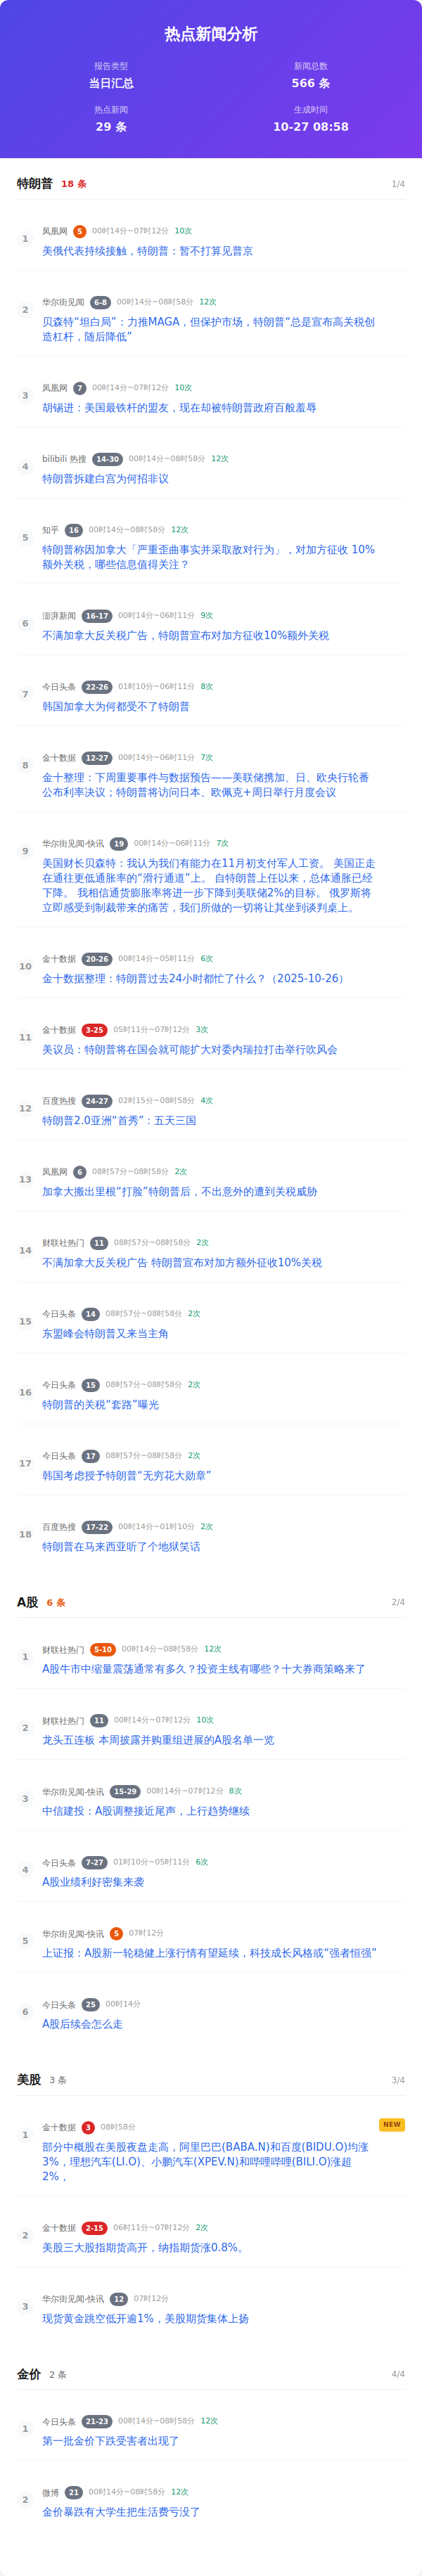 热点新闻分析
报告类型
新闻总数
当日汇总
566 条
热点新闻
生成时间
29 条
10-27 08:58
特朗普 18 条 1/4
1 凤凰网 5 00时14分~07时12分 10次
美俄代表持续接触，特朗普：暂不打算见普京
2 华尔街见闻 6-8 00时14分~08时58分 12次
贝森特“坦白局”：力推MAGA，但保护市场，特朗普“总是宣布高关税创
造杠杆，随后降低”
3 凤凰网 7 00时14分~07时12分 10次
胡锡进：美国最铁杆的盟友，现在却被特朗普政府百般羞辱
4 bilibili 热搜 14-30 00时14分~08时58分 12次
特朗普拆建白宫为何招非议
5 知乎 16 00时14分~08时58分 12次
特朗普称因加拿大「严重歪曲事实并采取敌对行为」，对加方征收 10%
额外关税，哪些信息值得关注？
6 澎湃新闻 16-17 00时14分~06时11分 9次
不满加拿大反关税广告，特朗普宣布对加方征收10%额外关税
7 今日头条 22-26 01时10分~06时11分 8次
韩国加拿大为何都受不了特朗普
8 金十数据 12-27 00时14分~06时11分 7次
金十整理：下周重要事件与数据预告——美联储携加、日、欧央行轮番
公布利率决议；特朗普将访问日本、欧佩克+周日举行月度会议
9 华尔街见闻-快讯 19 00时14分~06时11分 7次
美国财长贝森特：我认为我们有能力在11月初支付军人工资。 美国正走
在通往更低通胀率的“滑行通道”上。 自特朗普上任以来，总体通胀已经
下降。 我相信通货膨胀率将进一步下降到美联储2%的目标。 俄罗斯将
立即感受到制裁带来的痛苦，我们所做的一切将让其坐到谈判桌上。
10 金十数据 20-26 00时14分~05时11分 6次
金十数据整理：特朗普过去24小时都忙了什么？（2025-10-26）
11 金十数据 3-25 05时11分~07时12分 3次
美议员：特朗普将在国会就可能扩大对委内瑞拉打击举行吹风会
12 百度热搜 24-27 02时15分~08时58分 4次
特朗普2.0亚洲“首秀”：五天三国
13 凤凰网 6 08时57分~08时58分 2次
加拿大搬出里根“打脸”特朗普后，不出意外的遭到关税威胁
14 财联社热门 11 08时57分~08时58分 2次
不满加拿大反关税广告 特朗普宣布对加方额外征收10%关税
15 今日头条 14 08时57分~08时58分 2次
东盟峰会特朗普又来当主角
16 今日头条 15 08时57分~08时58分 2次
特朗普的关税“套路”曝光
17 今日头条 17 08时57分~08时58分 2次
韩国考虑授予特朗普“无穷花大勋章”
18 百度热搜 17-22 00时14分~01时10分 2次
特朗普在马来西亚听了个地狱笑话
A股 6 条 2/4
1 财联社热门 5-10 00时14分~08时58分 12次
A股牛市中缩量震荡通常有多久？投资主线有哪些？十大券商策略来了
2 财联社热门 11 00时14分~07时12分 10次
龙头五连板 本周披露并购重组进展的A股名单一览
3 华尔街见闻-快讯 15-29 00时14分~07时12分 8次
中信建投：A股调整接近尾声，上行趋势继续
4 今日头条 7-27 01时10分~05时11分 6次
A股业绩利好密集来袭
5 华尔街见闻-快讯 5 07时12分
上证报：A股新一轮稳健上涨行情有望延续，科技成长风格或“强者恒强”
6 今日头条 25 00时14分
A股后续会怎么走
美股 3 条 3/4
1 金十数据 3 08时58分 NEW
部分中概股在美股夜盘走高，阿里巴巴(BABA.N)和百度(BIDU.O)均涨
3%，理想汽车(LI.O)、小鹏汽车(XPEV.N)和哔哩哔哩(BILI.O)涨超
2%，
2 金十数据 2-15 06时11分~07时12分 2次
美股三大股指期货高开，纳指期货涨0.8%。
3 华尔街见闻-快讯 12 07时12分
现货黄金跳空低开逾1%，美股期货集体上扬
金价 2 条 4/4
1 今日头条 21-23 00时14分~08时58分 12次
第一批金价下跌受害者出现了
2 微博 21 00时14分~08时58分 12次
金价暴跌有大学生把生活费亏没了